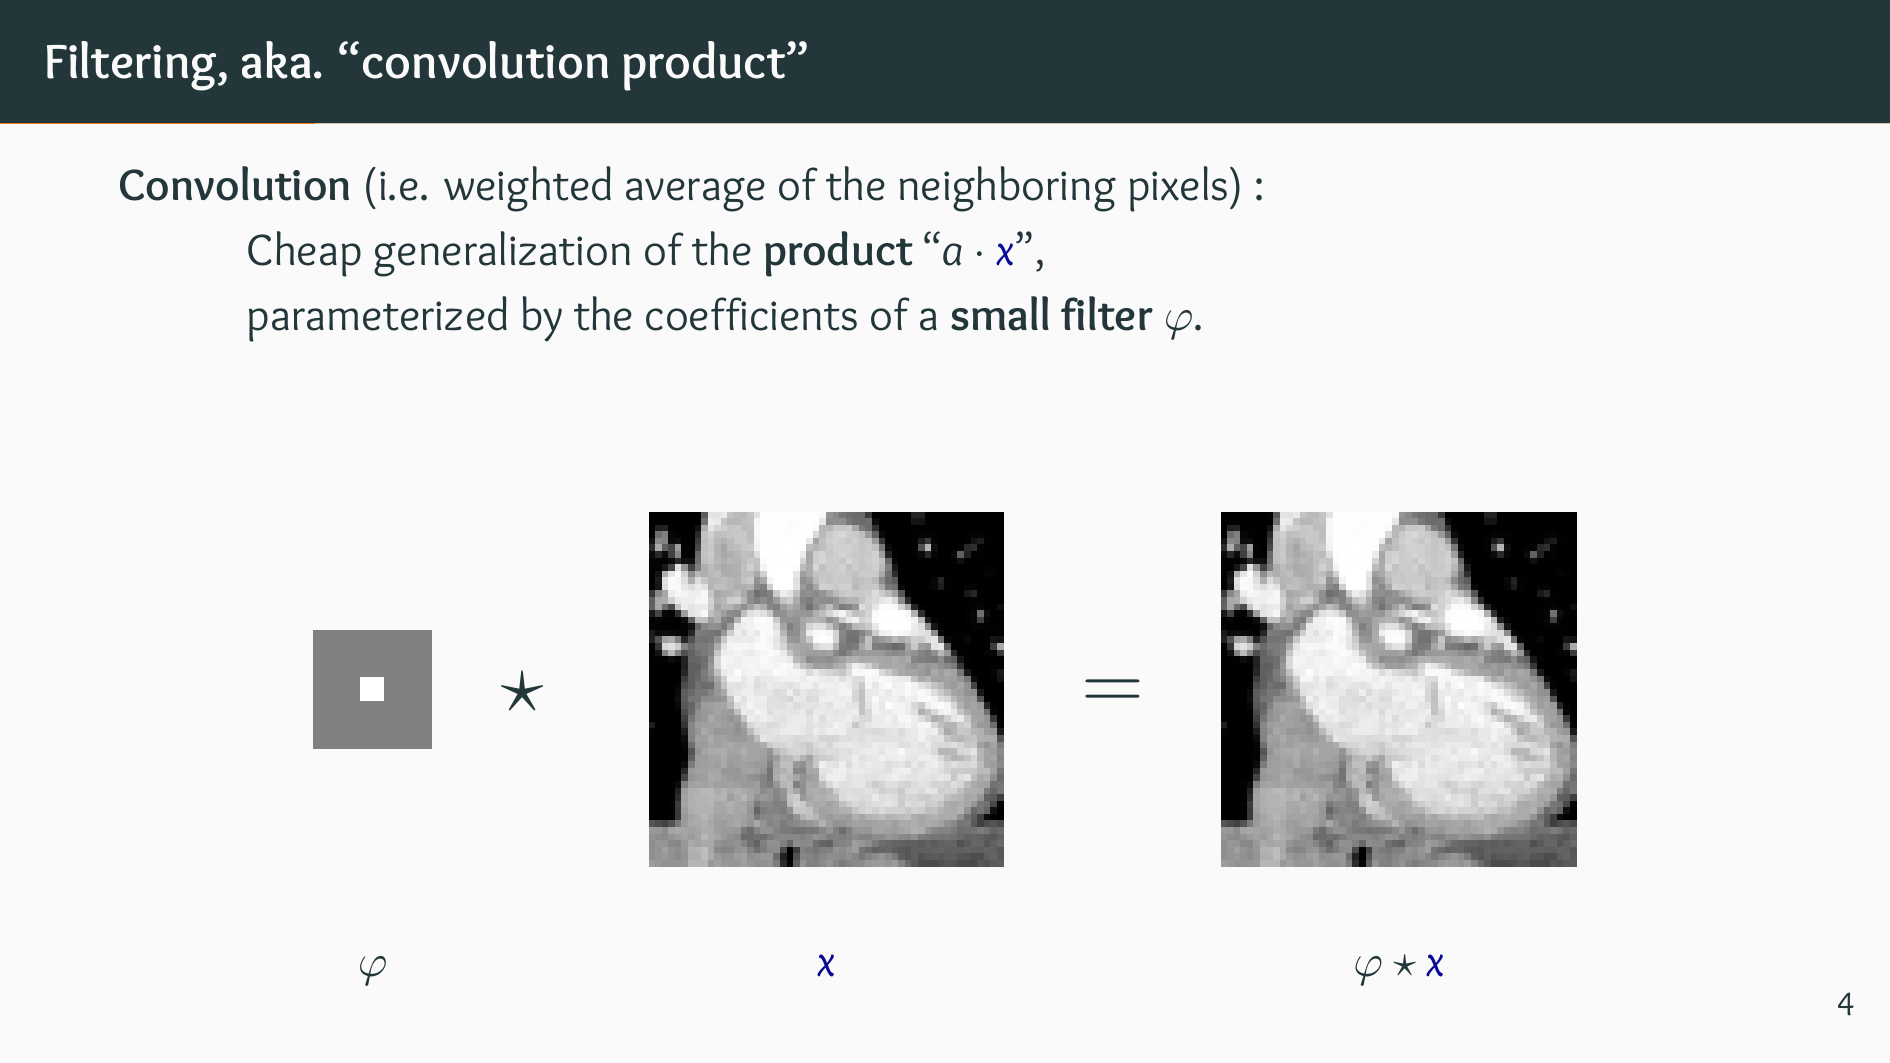 Filtering, aka. “convolution product”
Convolution (i.e. weighted average of the neighboring pixels) :
Cheap generalization of the product “a · x”,
parameterized by the coefficients of a small filter φ.
⋆ =
φ x φ ⋆ x
4